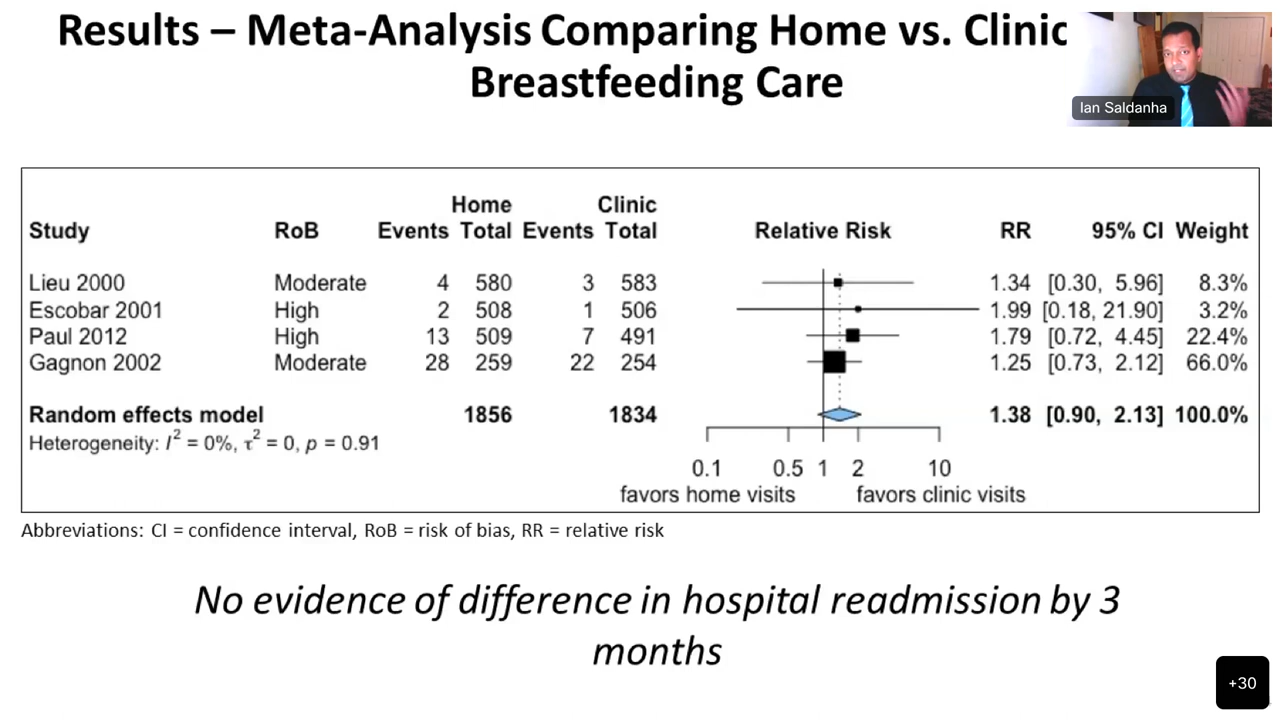 Results – Meta-Analysis Comparing Home vs. Clinic
Breastfeeding Care
Ian Saldanha
Home Clinic
Study RoB Events Total Events Total Relative Risk RR 95% CI Weight
Lieu 2000 Moderate 4 580 3 583 1.34 [0.30, 5.96] 8.3%
Escobar 2001 High 2 508 1 506 1.99 [0.18, 21.90] 3.2%
Paul 2012 High 13 509 7 491 1.79 [0.72, 4.45] 22.4%
Gagnon 2002 Moderate 28 259 22 254 1.25 [0.73, 2.12] 66.0%
Random effects model 1856 1834 1.38 [0.90, 2.13] 100.0%
Heterogeneity: I² = 0%, τ² = 0, p = 0.91
0.1 0.5 1 2 10
favors home visits favors clinic visits
Abbreviations: CI = confidence interval, RoB = risk of bias, RR = relative risk
No evidence of difference in hospital readmission by 3
months
+30